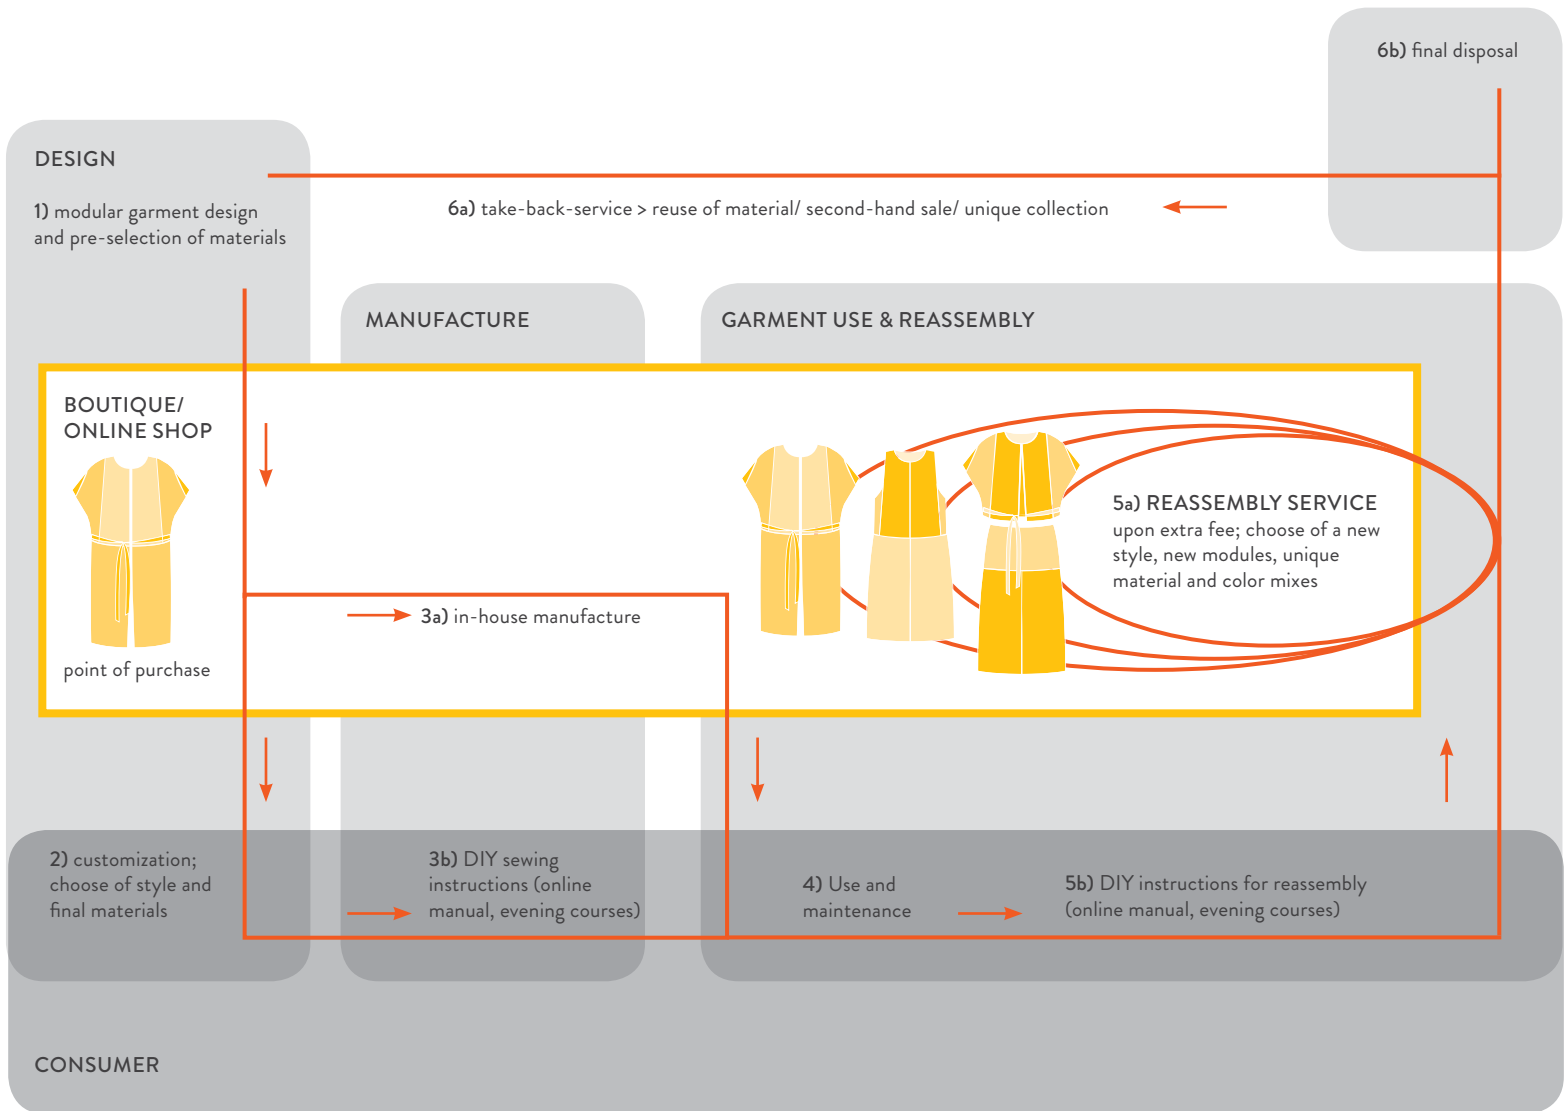 6b) final disposal
DESIGN
1) modular garment design
and pre-selection of materials
6a) take-back-service > reuse of material/ second-hand sale/ unique collection
MANUFACTURE
GARMENT USE & REASSEMBLY
BOUTIQUE/
ONLINE SHOP
point of purchase
3a) in-house manufacture
5a) REASSEMBLY SERVICE
upon extra fee; choose of a new
style, new modules, unique
material and color mixes
2) customization;
choose of style and
final materials
3b) DIY sewing
instructions (online
manual, evening courses)
4) Use and
maintenance
5b) DIY instructions for reassembly
(online manual, evening courses)
CONSUMER